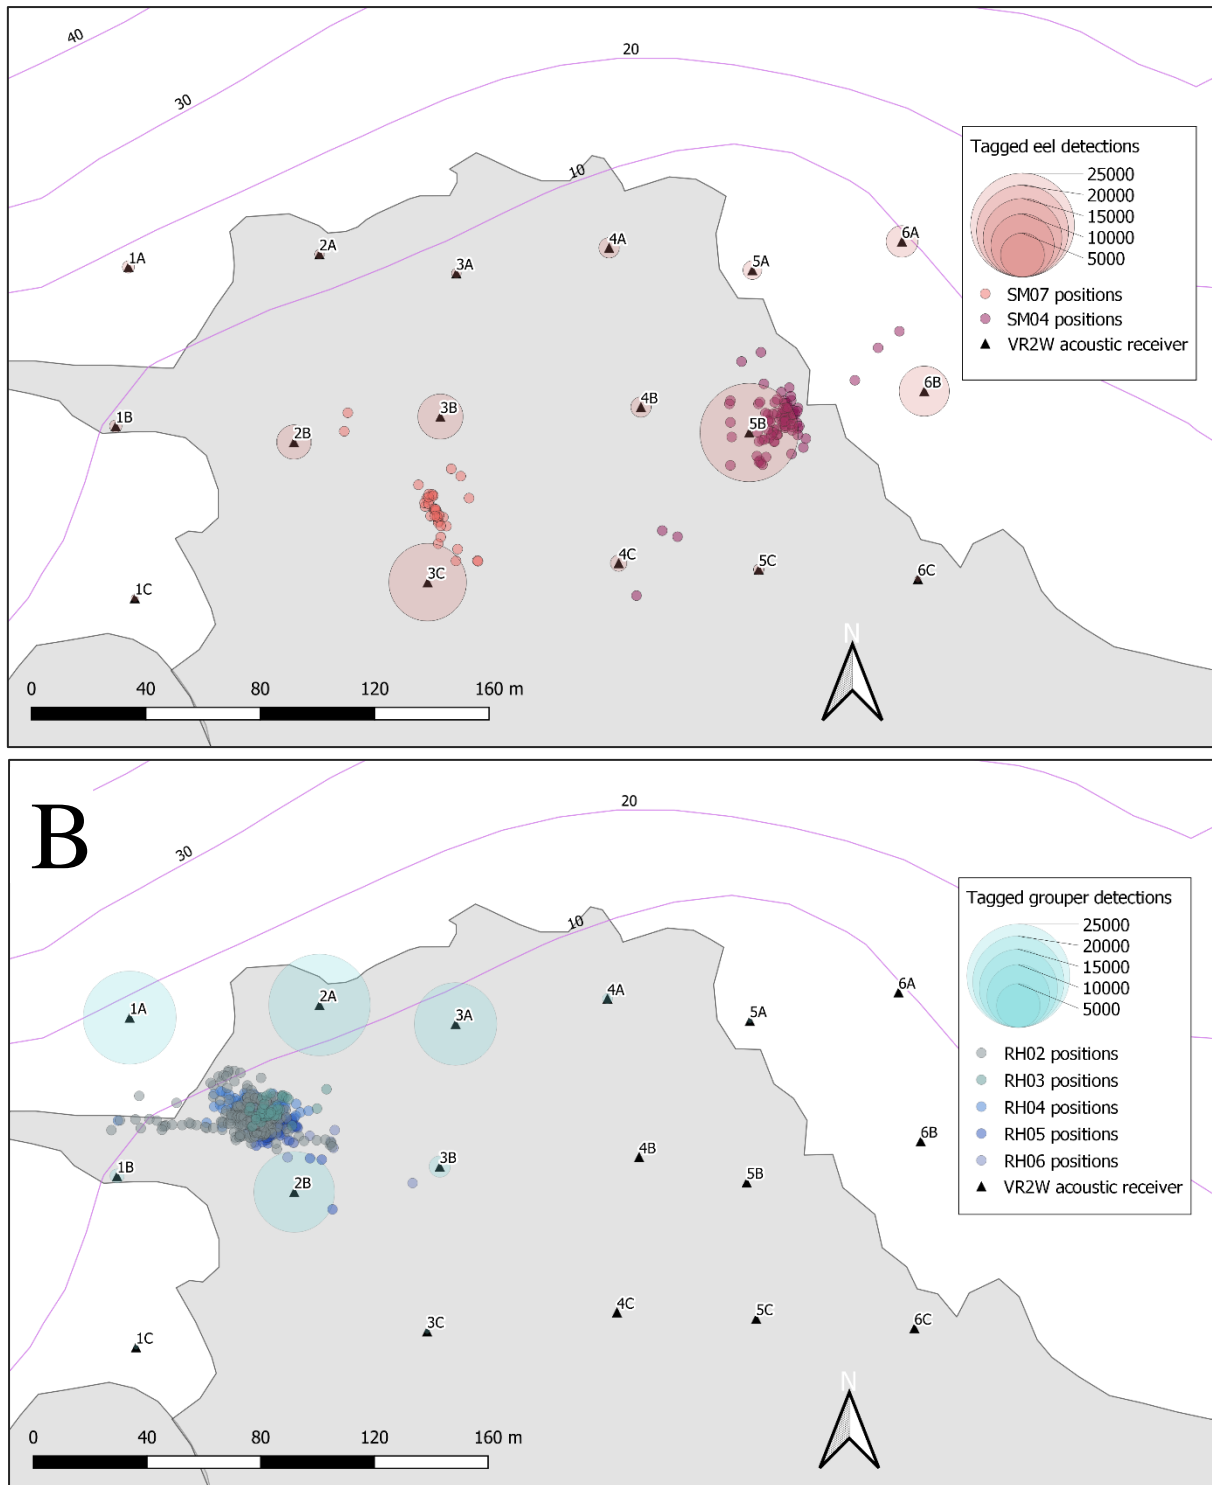 40
20
30
10
Tagged eel detections
25000
20000
15000
10000
5000
SM07 positions
SM04 positions
VR2W acoustic receiver
1A
2A
3A
4A
5A
6A
1B
2B
3B
4B
5B
6B
1C
3C
4C
5C
6C
N
0 40 80 120 160 m
B
20
30
10
Tagged grouper detections
25000
20000
15000
10000
5000
RH02 positions
RH03 positions
RH04 positions
RH05 positions
RH06 positions
VR2W acoustic receiver
1A
2A
3A
4A
5A
6A
1B
2B
3B
4B
5B
6B
1C
3C
4C
5C
6C
N
0 40 80 120 160 m